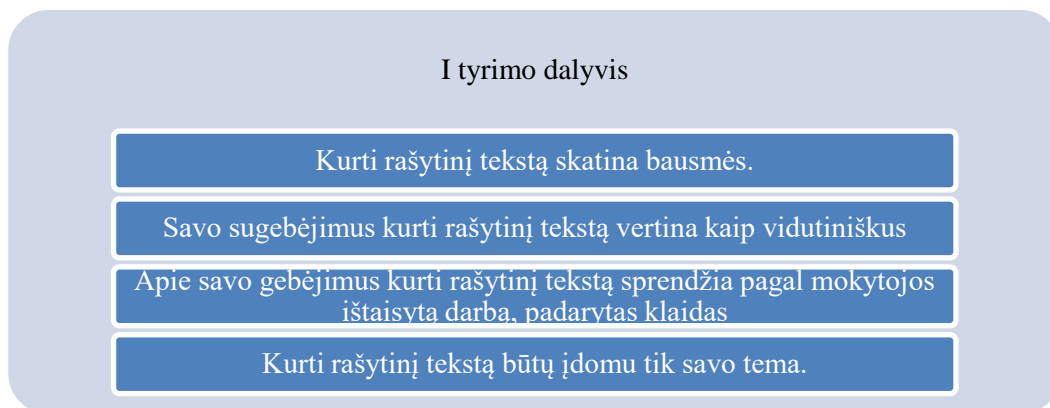 I tyrimo dalyvis
Kurti rašytinį tekstą skatina bausmės.
Savo sugebėjimus kurti rašytinį tekstą vertina kaip vidutiniškus
Apie savo gebėjimus kurti rašytinį tekstą sprendžia pagal mokytojos
ištaisytą darbą, padarytas klaidas
Kurti rašytinį tekstą būtų įdomu tik savo tema.